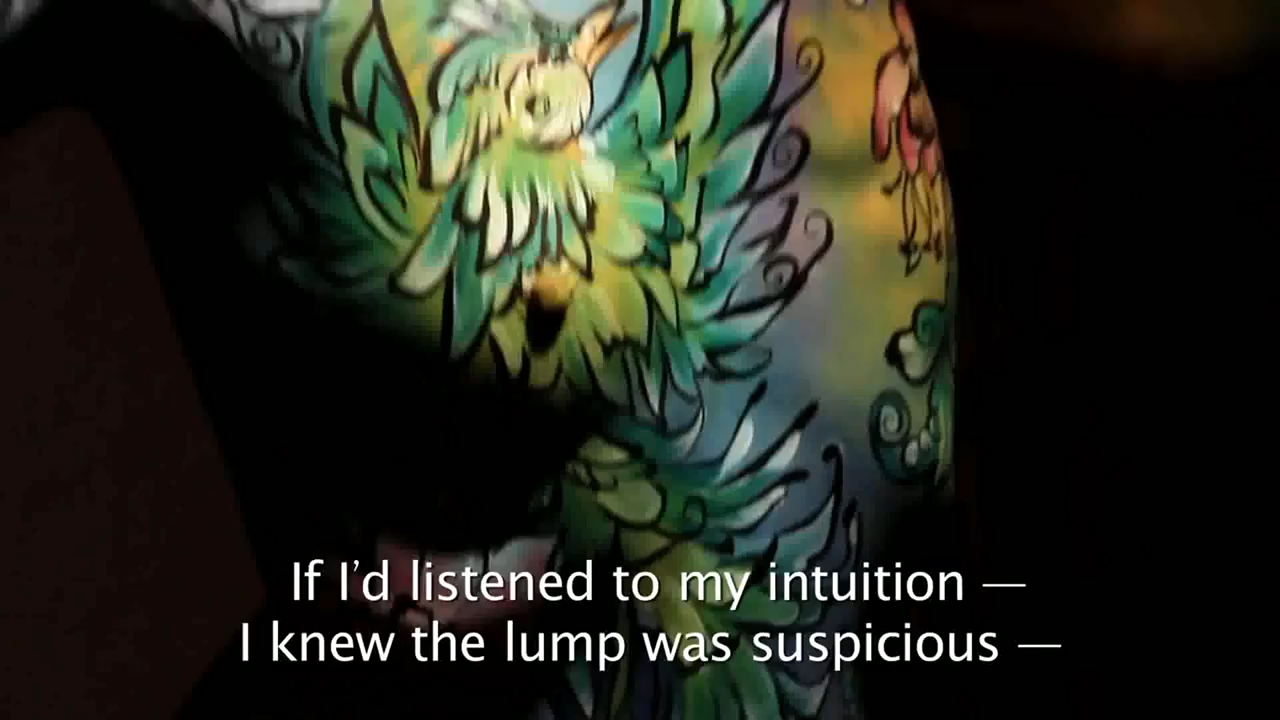 If I’d listened to my intuition —
I knew the lump was suspicious —